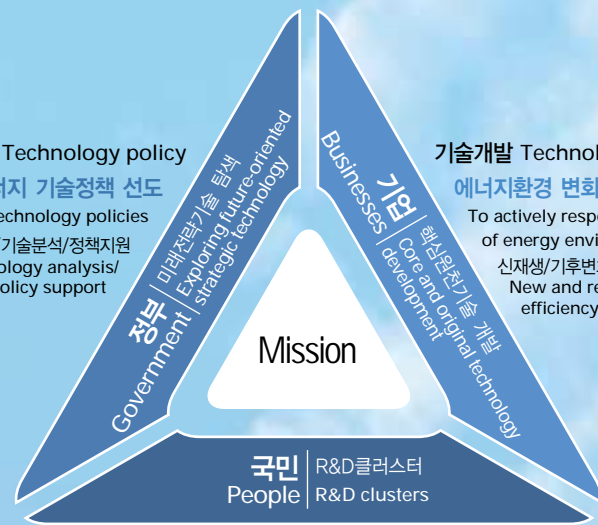 Technology policy
기술정책 선도
echnology policies
/기술분석/정책지원
ology analysis/
olicy support
정부 | 미래전략기술 탐색
Government | Exploring future-oriented
strategic technology
기업 | 핵심원천기술 개발
Businesses | Core and original technology
development
기술개발 Technol
에너지환경 변화
To actively resp
of energy envi
신재생/기후변
New and re
efficiency
Mission
국민 | R&D클러스터
People | R&D clusters